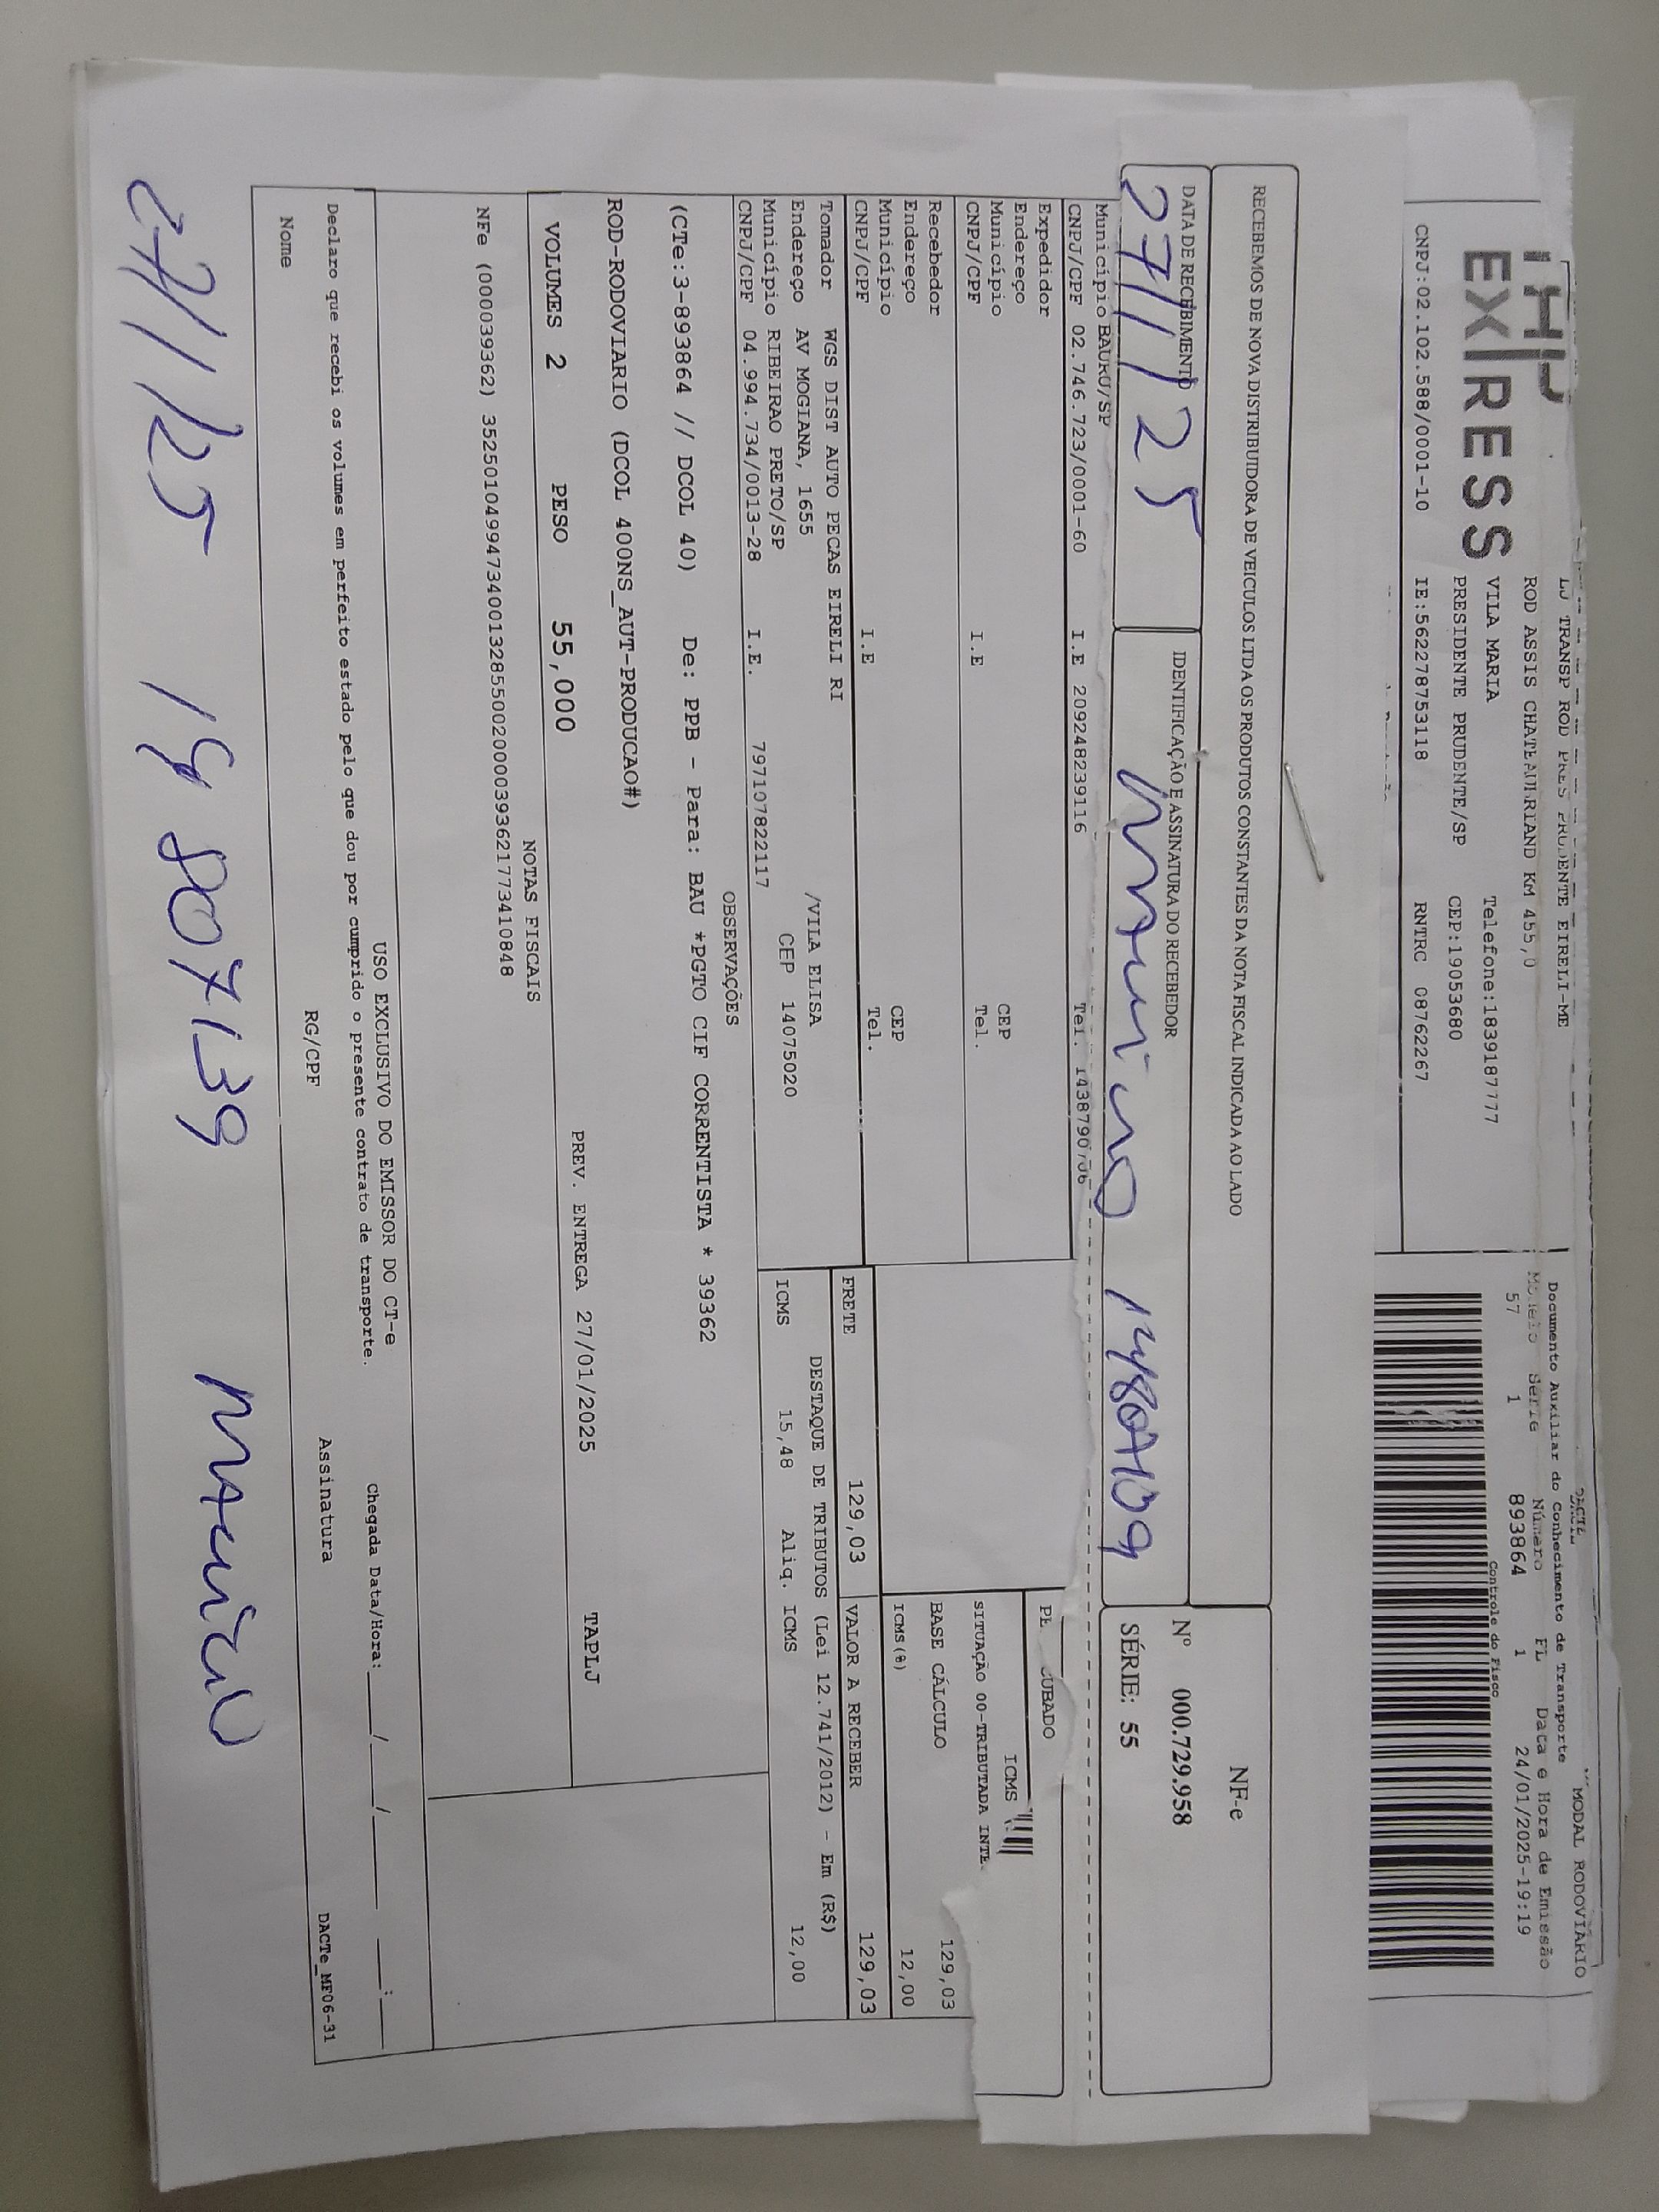 EXPRESS
TRANSP ROD PRES PRUDENTE EIRELI-ME
ROD ASSIS CHATEAUBRIAND KM 455,0
VILA MARIA
Telefone:1839187777
PRESIDENTE PRUDENTE/SP
CEP:19053680
CNPJ:02.102.588/0001-10
IE:562278753118
RNTRC 08762267
MODAL RODOVIÁRIO
Documento Auxiliar do Conhecimento de Transporte
Modelo Série Número FL Data e Hora de Emissão
57 1 893864 1 24/01/2025-19:19
Controle do Fisco
RECEBEMOS DE NOVA DISTRIBUIDORA DE VEICULOS LTDA OS PRODUTOS CONSTANTES DA NOTA FISCAL INDICADA AO LADO
NF-e
Nº 000.729.958
SÉRIE: 55
DATA DE RECEBIMENTO
27/1/25
IDENTIFICAÇÃO E ASSINATURA DO RECEBEDOR
Mauricio
Município BAURU/SP
CNPJ/CPF 02.746.723/0001-60 I.E 209248239116 Tel.
Expedidor
Endereço
Município CEP
CNPJ/CPF I.E Tel.
Recebedor
Endereço
Município CEP
CNPJ/CPF I.E Tel.
CUBADO
ICMS
SITUAÇÃO 00-TRIBUTADA
BASE CÁLCULO 129,03
ICMS(%) 12,00
FRETE 129,03 VALOR A RECEBER 129,03
DESTAQUE DE TRIBUTOS (Lei 12.741/2012) - Em (R$)
ICMS 15,48 Aliq. ICMS 12,00
Tomador WGS DIST AUTO PECAS EIRELI RI
Endereço AV MOGIANA, 1655 /VILA ELISA
Município RIBEIRAO PRETO/SP CEP 14075020
CNPJ/CPF 04.994.734/0013-28 I.E. 797107822117
OBSERVAÇÕES
(CTe:3-893864 // DCOL 40) De: PPB - Para: BAU *PGTO CIF CORRENTISTA * 39362
ROD-RODOVIARIO (DCOL 400NS_AUT-PRODUCAO#)
VOLUMES 2 PESO 55,000 PREV. ENTREGA 27/01/2025 TAPLJ
NOTAS FISCAIS
NFe (000039362) 35250104994734001328550020000393621773410848
USO EXCLUSIVO DO EMISSOR DO CT-e
Declaro que recebi os volumes em perfeito estado pelo que dou por cumprido o presente contrato de transporte.
Chegada Data/Hora:____/____/____ ___:___
Nome RG/CPF Assinatura DACTe_MF06-31
27/1/25 14 807139 Mauricio